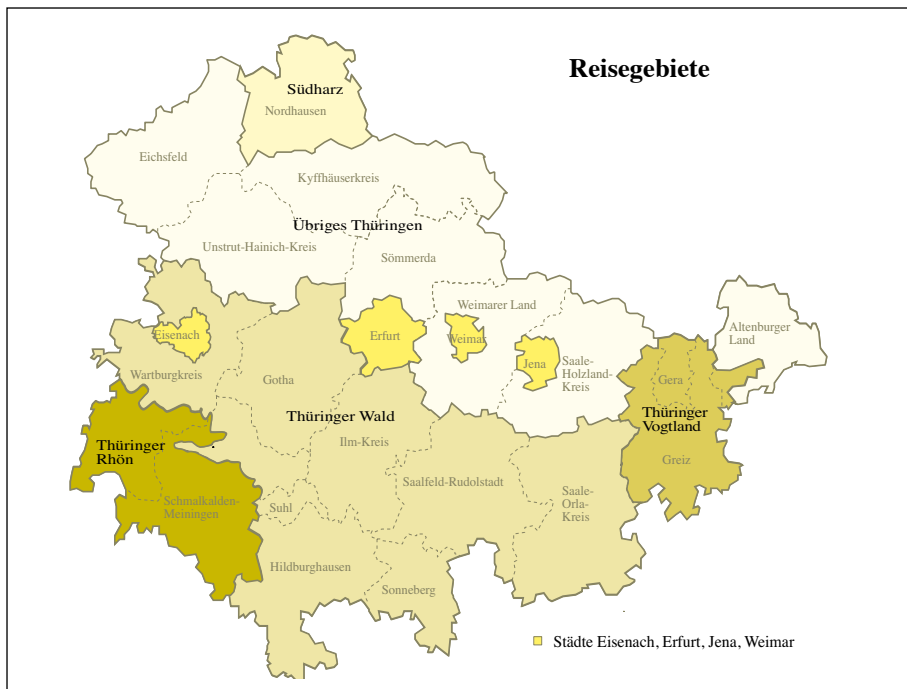 Reisegebiete
Südharz
Nordhausen
Eichsfeld
Kyffhäuserkreis
Übriges Thüringen
Unstrut-Hainich-Kreis
Sömmerda
Weimarer Land
Altenburger
Land
Eisenach
Erfurt
Weimar
Jena
Saale-
Holzland-
Kreis
Wartburgkreis
Gotha
Gera
Thüringer
Vogtland
Greiz
Thüringer Wald
Ilm-Kreis
Thüringer
Rhön
Schmalkalden-
Meiningen
Suhl
Saalfeld-Rudolstadt
Saale-
Orla-
Kreis
Hildburghausen
Sonneberg
Städte Eisenach, Erfurt, Jena, Weimar